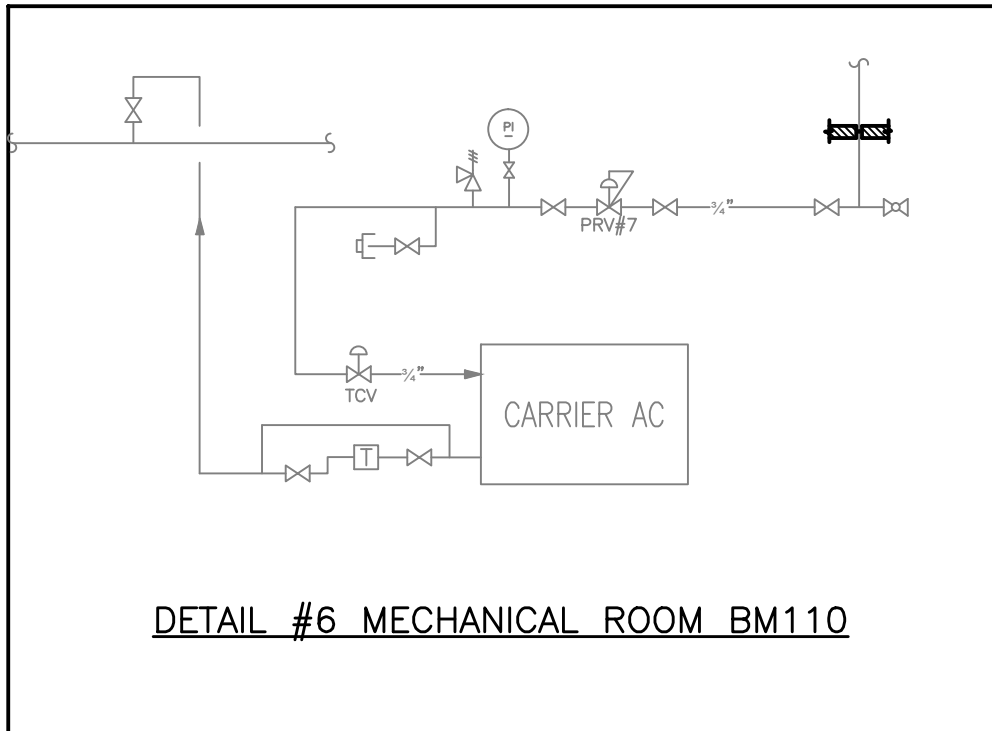 PI
PRV#7
¾"
TCV
¾"
CARRIER AC
T
DETAIL #6 MECHANICAL ROOM BM110